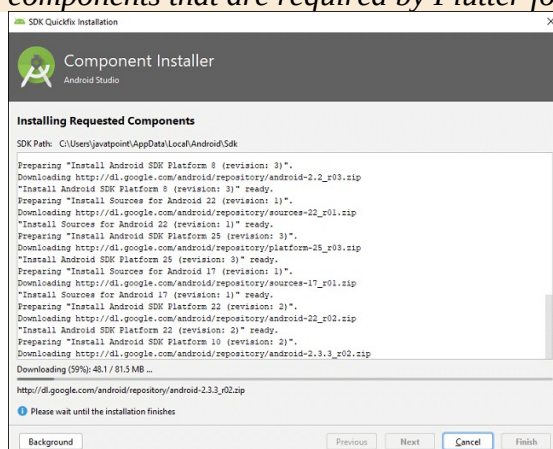 components that are required by Flutter fo
SDK Quickfix Installation
Component Installer
Android Studio
Installing Requested Components
SDK Path: C:\Users\javatpoint\AppData\Local\Android\Sdk
Preparing "Install Android SDK Platform 8 (revision: 3)".
Downloading http://dl.google.com/android/repository/android-2.2_r03.zip
"Install Android SDK Platform 8 (revision: 3)" ready.
Preparing "Install Sources for Android 22 (revision: 1)".
Downloading http://dl.google.com/android/repository/sources-22_r01.zip
"Install Sources for Android 22 (revision: 1)" ready.
Preparing "Install Android SDK Platform 25 (revision: 3)".
Downloading http://dl.google.com/android/repository/platform-25_r03.zip
"Install Android SDK Platform 25 (revision: 3)" ready.
Preparing "Install Sources for Android 17 (revision: 1)".
Downloading http://dl.google.com/android/repository/sources-17_r01.zip
"Install Sources for Android 17 (revision: 1)" ready.
Preparing "Install Android SDK Platform 22 (revision: 2)".
Downloading http://dl.google.com/android/repository/android-22_r02.zip
"Install Android SDK Platform 22 (revision: 2)" ready.
Preparing "Install Android SDK Platform 10 (revision: 2)".
Downloading http://dl.google.com/android/repository/android-2.3.3_r02.zip
Downloading (59%): 48.1 / 81.5 MB ...
http://dl.google.com/android/repository/android-2.3.3_r02.zip
Please wait until the installation finishes
Background Previous Next Cancel Finish